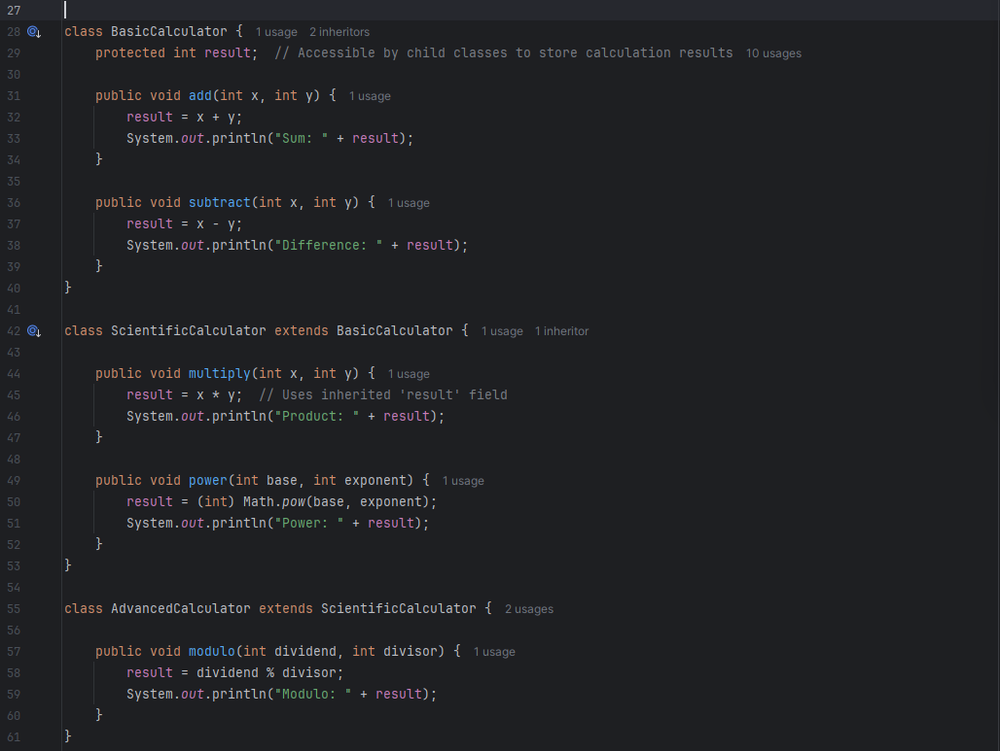 27
28 class BasicCalculator { 1 usage 2 inheritors
29 protected int result; // Accessible by child classes to store calculation results 10 usages
30
31 public void add(int x, int y) { 1 usage
32 result = x + y;
33 System.out.println("Sum: " + result);
34 }
35
36 public void subtract(int x, int y) { 1 usage
37 result = x - y;
38 System.out.println("Difference: " + result);
39 }
40 }
41
42 class ScientificCalculator extends BasicCalculator { 1 usage 1 inheritor
43
44 public void multiply(int x, int y) { 1 usage
45 result = x * y; // Uses inherited 'result' field
46 System.out.println("Product: " + result);
47 }
48
49 public void power(int base, int exponent) { 1 usage
50 result = (int) Math.pow(base, exponent);
51 System.out.println("Power: " + result);
52 }
53 }
54
55 class AdvancedCalculator extends ScientificCalculator { 2 usages
56
57 public void modulo(int dividend, int divisor) { 1 usage
58 result = dividend % divisor;
59 System.out.println("Modulo: " + result);
60 }
61 }